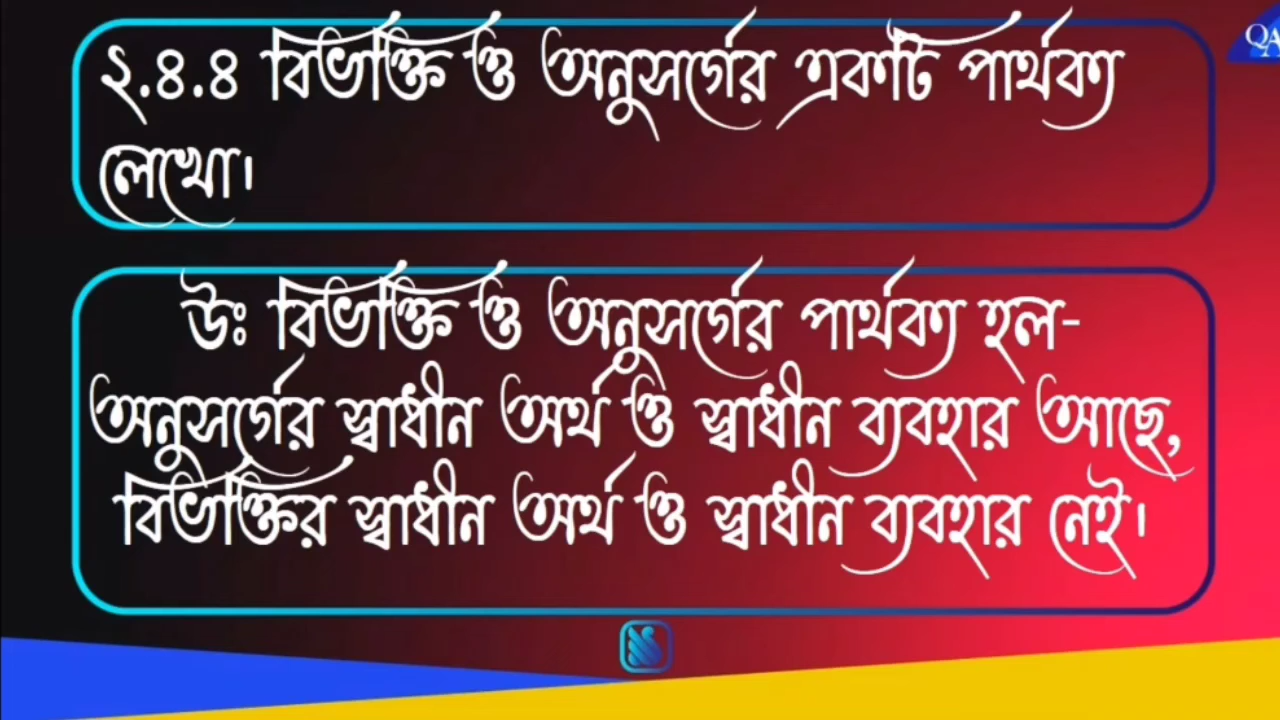 ২.৪.৪ বিভক্তি ও অনুসর্গের একটি পার্থক্য
লেখো।
উঃ বিভক্তি ও অনুসর্গের পার্থক্য হল-
অনুসর্গের স্বাধীন অর্থ ও স্বাধীন ব্যবহার আছে,
বিভক্তির স্বাধীন অর্থ ও স্বাধীন ব্যবহার নেই।